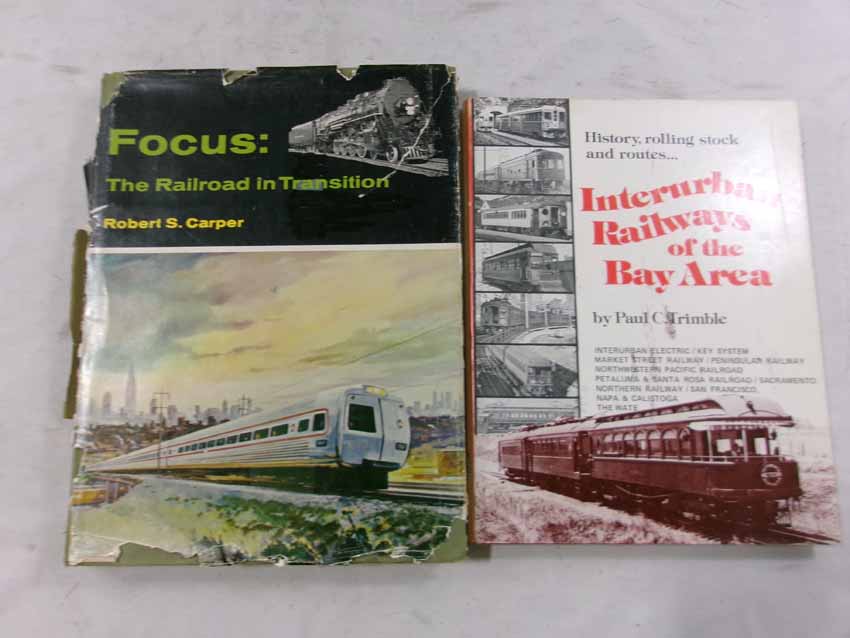 Focus:
The Railroad in Transition
Robert S. Carper
History, rolling stock
and routes...
Interurban
Railways
of the
Bay Area
by Paul C. Trimble
INTERURBAN ELECTRIC / KEY SYSTEM
MARKET STREET RAILWAY / PENINSULAR RAILWAY
NORTHWESTERN PACIFIC RAILROAD
PETALUMA & SANTA ROSA RAILROAD / SACRAMENTO
NORTHERN RAILWAY / SAN FRANCISCO,
NAPA & CALISTOGA
THE